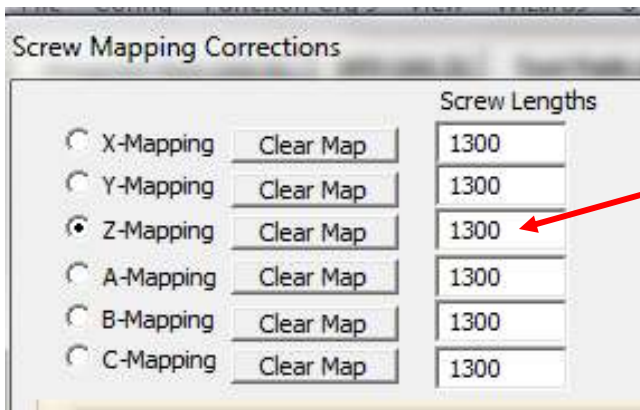 Screw Mapping Corrections
Screw Lengths
X-Mapping Clear Map 1300
Y-Mapping Clear Map 1300
Z-Mapping Clear Map 1300
A-Mapping Clear Map 1300
B-Mapping Clear Map 1300
C-Mapping Clear Map 1300